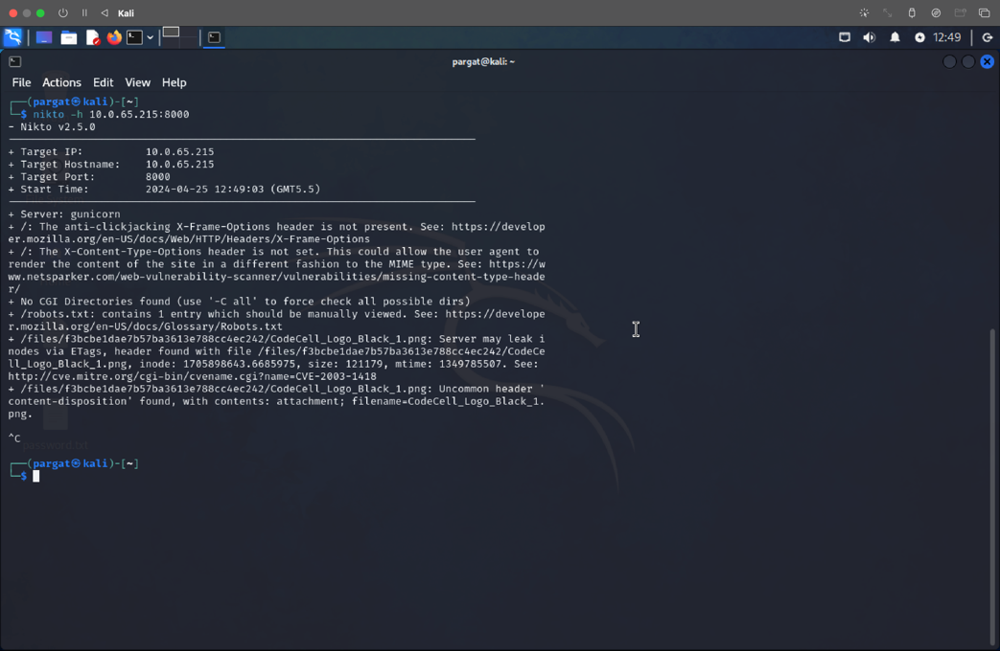 Kali
12:49
pargat@kali: ~
File Actions Edit View Help
┌──(pargat㉿kali)-[~]
└─$ nikto -h 10.0.65.215:8000
- Nikto v2.5.0
+ Target IP: 10.0.65.215
+ Target Hostname: 10.0.65.215
+ Target Port: 8000
+ Start Time: 2024-04-25 12:49:03 (GMT5.5)
+ Server: gunicorn
+ /: The anti-clickjacking X-Frame-Options header is not present. See: https://develop
er.mozilla.org/en-US/docs/Web/HTTP/Headers/X-Frame-Options
+ /: The X-Content-Type-Options header is not set. This could allow the user agent to
render the content of the site in a different fashion to the MIME type. See: https://w
ww.netsparker.com/web-vulnerability-scanner/vulnerabilities/missing-content-type-heade
r/
+ No CGI Directories found (use '-C all' to force check all possible dirs)
+ /robots.txt: contains 1 entry which should be manually viewed. See: https://develope
r.mozilla.org/en-US/docs/Glossary/Robots.txt
+ /files/f3bcbe1dae7b57ba3613e788cc4ec242/CodeCell_Logo_Black_1.png: Server may leak i
nodes via ETags, header found with file /files/f3bcbe1dae7b57ba3613e788cc4ec242/CodeCe
ll_Logo_Black_1.png, inode: 1705898643.6685975, size: 121179, mtime: 1349785507. See:
http://cve.mitre.org/cgi-bin/cvename.cgi?name=CVE-2003-1418
+ /files/f3bcbe1dae7b57ba3613e788cc4ec242/CodeCell_Logo_Black_1.png: Uncommon header '
content-disposition' found, with contents: attachment; filename=CodeCell_Logo_Black_1.
png.
^C
password.txt
┌──(pargat㉿kali)-[~]
└─$